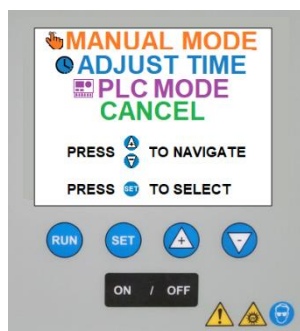 MANUAL MODE
ADJUST TIME
PLC MODE
CANCEL
PRESS + - TO NAVIGATE
PRESS SET TO SELECT
RUN SET + -
ON / OFF